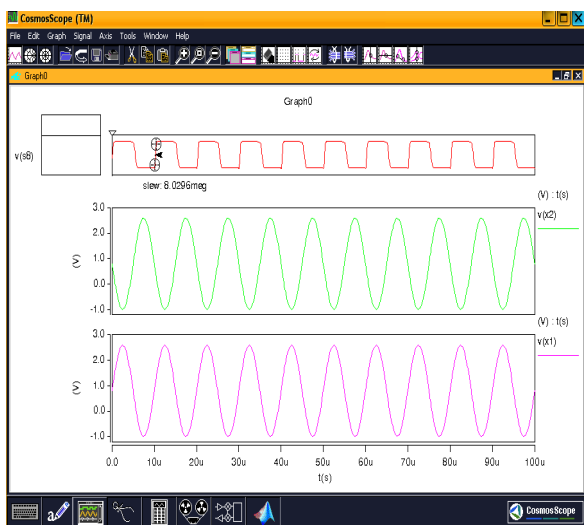 CosmosScope (TM)
File Edit Graph Signal Axis Tools Window Help
Graph0
Graph0
v(s8)
slew: 8.0296meg
(V) : t(s)
v(x2)
3.0
2.0
(V)
1.0
0.0
-1.0
(V) : t(s)
v(x1)
3.0
2.0
(V)
1.0
0.0
-1.0
0.0 10u 20u 30u 40u 50u 60u 70u 80u 90u 100u
t(s)
CosmosScope